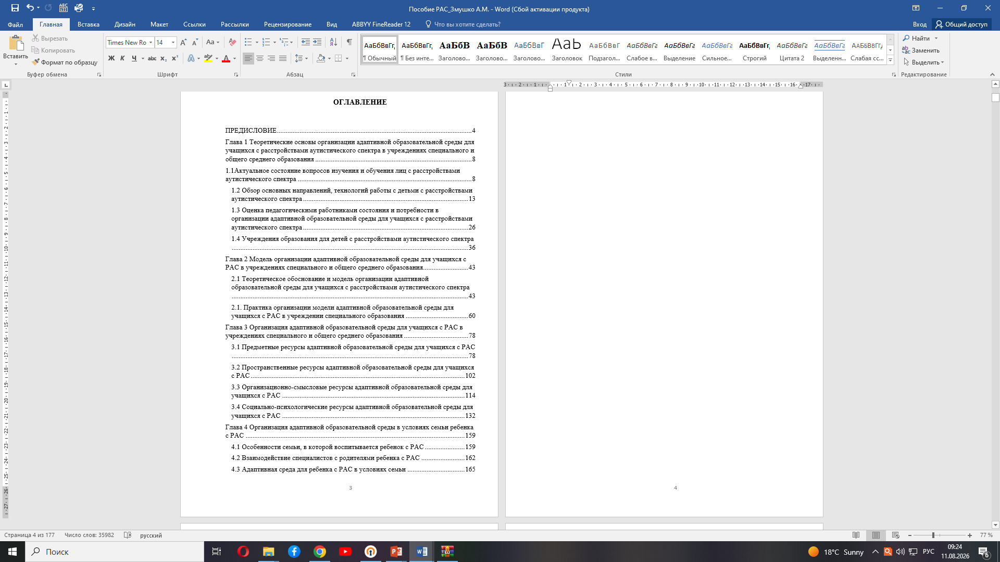 Пособие РАС_Змушко А.М. - Word (Сбой активации продукта)
Файл Главная Вставка Дизайн Макет Ссылки Рассылки Рецензирование Вид ABBYY FineReader 12 Что вы хотите сделать? Вход Общий доступ
Вставить
Вырезать
Копировать
Формат по образцу
Буфер обмена
Times New Ro 14
Шрифт
Абзац
АаБбВвГг, АаБбВвГг, АаБбВ АаБбВ АаБбВвГ Ааb АаБбВвГ АаБбВвГг АаБбВвГг АаБбВвГг АаБбВвГг, АаБбВвГг АаБбВвГг ААББВВГГ,
¶ Обычный ¶ Без инте... Заголово... Заголово... Заголово... Заголовок Подзагол... Слабое в... Выделение Сильное... Строгий Цитата 2 Выделенн... Слабая сс...
Стили
Найти
Заменить
Выделить
Редактирование
ОГЛАВЛЕНИЕ
ПРЕДИСЛОВИЕ 4
Глава 1 Теоретические основы организации адаптивной образовательной среды для
учащихся с расстройствами аутистического спектра в учреждениях специального и
общего среднего образования 8
1.1Актуальное состояние вопросов изучения и обучения лиц с расстройствами
аутистического спектра 8
1.2 Обзор основных направлений, технологий работы с детьми с расстройствами
аутистического спектра 13
1.3 Оценка педагогическими работниками состояния и потребности в
организации адаптивной образовательной среды для учащихся с расстройствами
аутистического спектра 26
1.4 Учреждения образования для детей с расстройствами аутистического спектра
36
Глава 2 Модель организации адаптивной образовательной среды для учащихся с
РАС в учреждениях специального и общего среднего образования 43
2.1 Теоретическое обоснование и модель организации адаптивной
образовательной среды для учащихся с расстройствами аутистического спектра
43
2.1. Практика организации модели адаптивной образовательной среды для
учащихся с РАС в учреждении специального образования 60
Глава 3 Организация адаптивной образовательной среды для учащихся с РАС в
учреждениях специального и общего среднего образования 78
3.1 Предметные ресурсы адаптивной образовательной среды для учащихся с РАС
78
3.2 Пространственные ресурсы адаптивной образовательной среды для учащихся
с РАС 102
3.3 Организационно-смысловые ресурсы адаптивной образовательной среды для
учащихся с РАС 114
3.4 Социально-психологические ресурсы адаптивной образовательной среды для
учащихся с РАС 132
Глава 4 Организация адаптивной образовательной среды в условиях семьи ребенка
с РАС 159
4.1 Особенности семьи, в которой воспитывается ребенок с РАС 159
4.2 Взаимодействие специалистов с родителями ребенка с РАС 162
4.3 Адаптивная среда для ребенка с РАС в условиях семьи 165
3
4
Страница 4 из 177 Число слов: 35982 русский 77 %
Поиск
18°C Sunny
РУС
09:24
11.08.2026
6